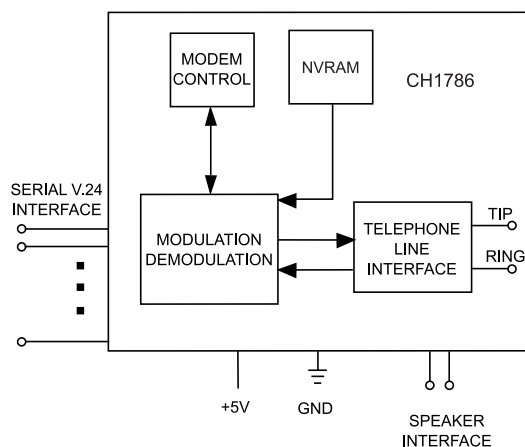 MODEM
CONTROL
NVRAM
CH1786
SERIAL V.24
INTERFACE
MODULATION
DEMODULATION
TELEPHONE
LINE
INTERFACE
TIP
RING
+5V
GND
SPEAKER
INTERFACE